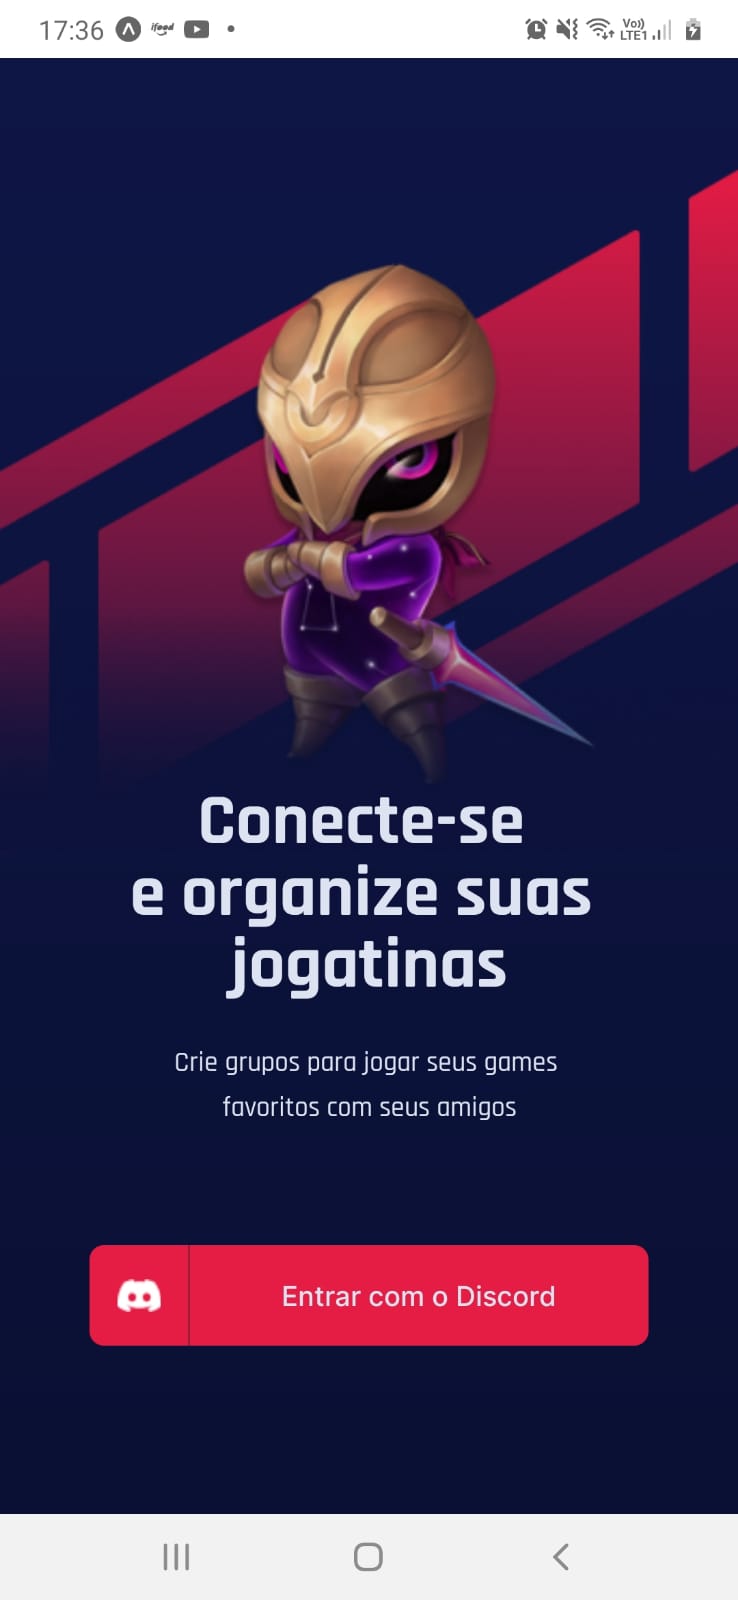 17:36
ifood
Vo))
LTE1
Conecte-se
e organize suas
jogatinas
Crie grupos para jogar seus games
favoritos com seus amigos
Entrar com o Discord